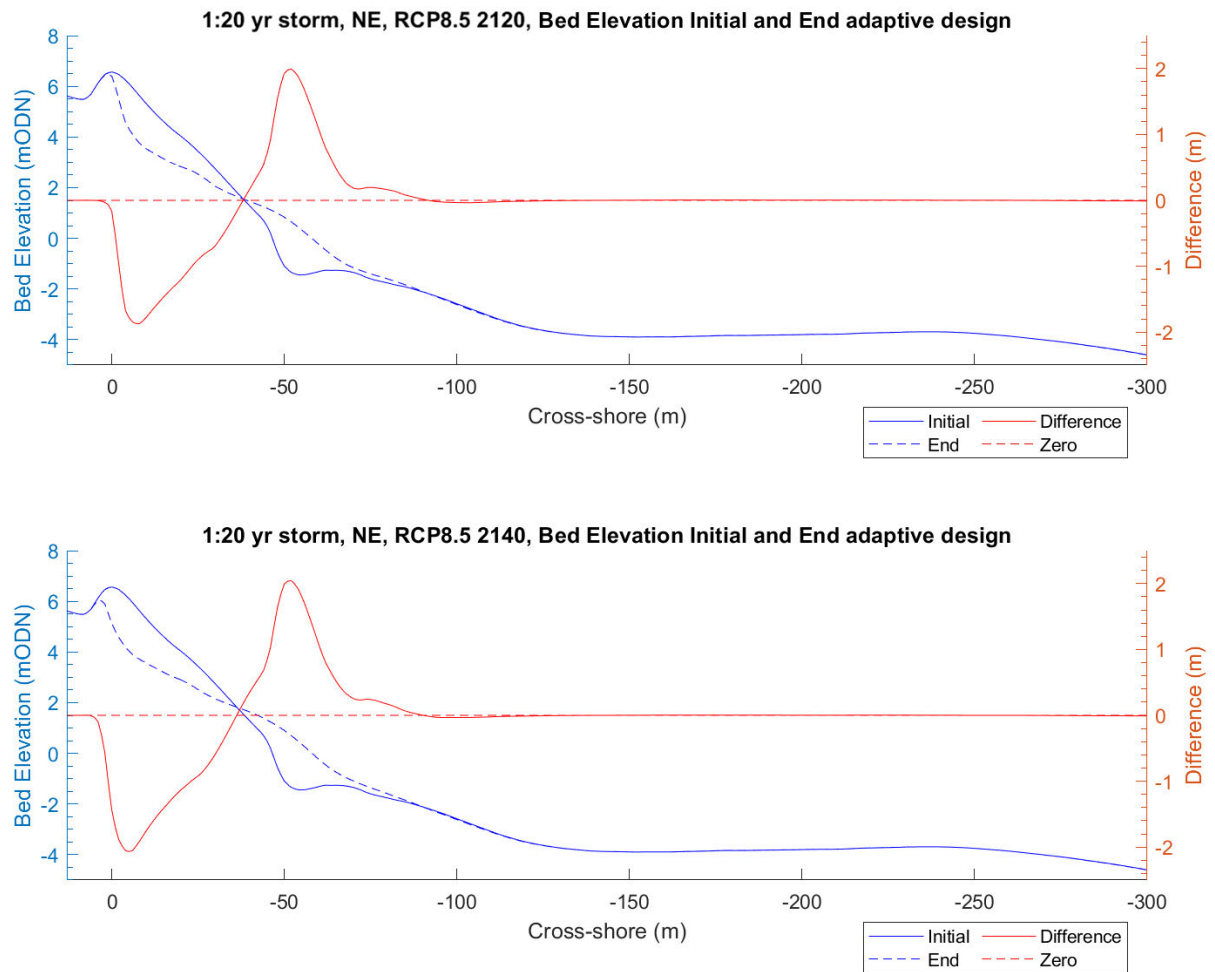 1:20 yr storm, NE, RCP8.5 2120, Bed Elevation Initial and End adaptive design
8
6
4
2
0
-2
-4
Bed Elevation (mODN)
2
1
0
-1
-2
Difference (m)
0 -50 -100 -150 -200 -250 -300
Cross-shore (m)
Initial Difference
End Zero
1:20 yr storm, NE, RCP8.5 2140, Bed Elevation Initial and End adaptive design
8
6
4
2
0
-2
-4
Bed Elevation (mODN)
2
1
0
-1
-2
Difference (m)
0 -50 -100 -150 -200 -250 -300
Cross-shore (m)
Initial Difference
End Zero